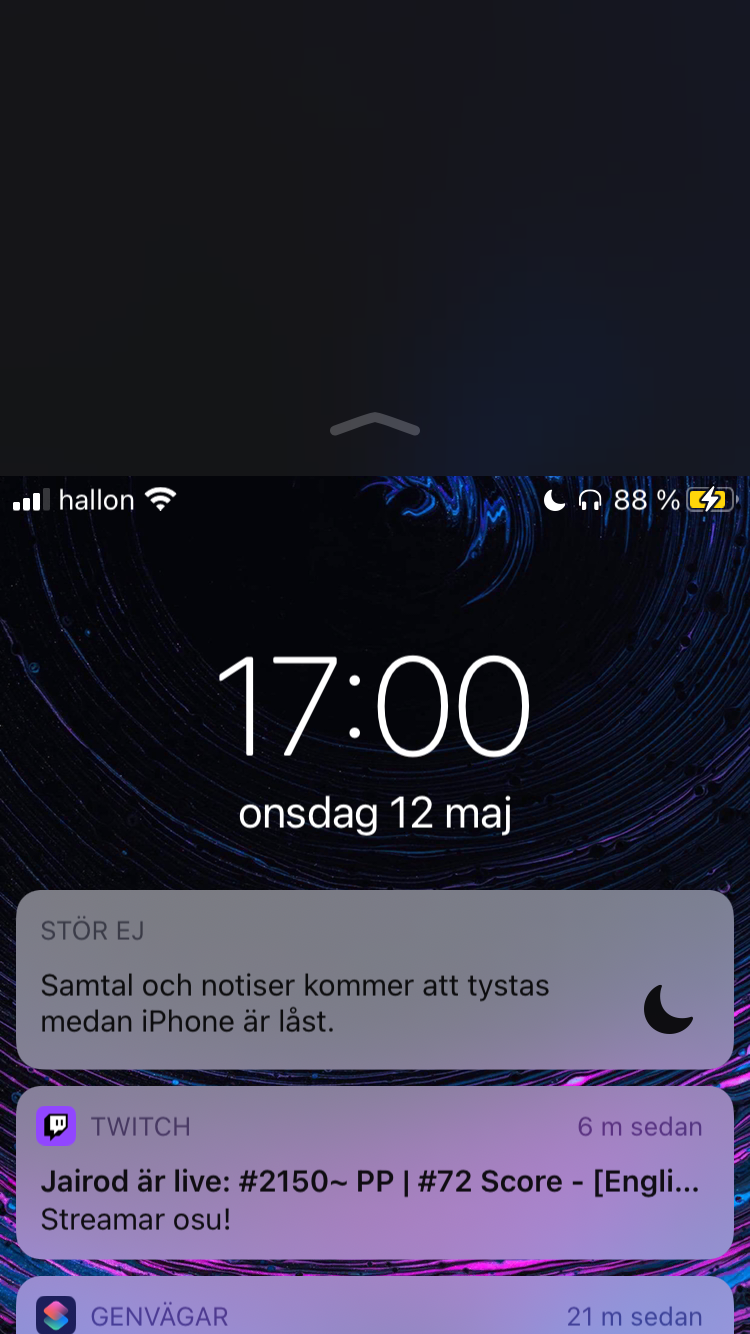 hallon 88 %
17:00
onsdag 12 maj
STÖR EJ
Samtal och notiser kommer att tystas
medan iPhone är låst.
TWITCH 6 m sedan
Jairod är live: #2150~ PP | #72 Score - [Engli...
Streamar osu!
GENVÄGAR 21 m sedan